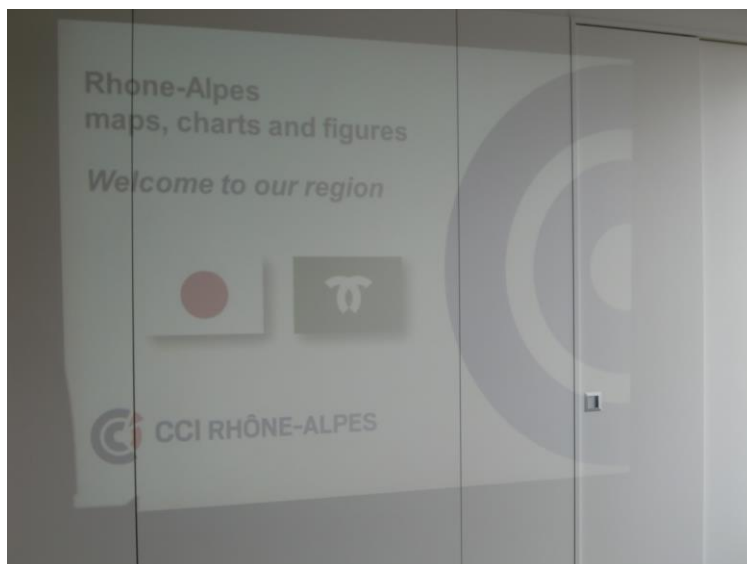 Rhone-Alpes
maps, charts and figures
Welcome to our region
CCI RHÔNE-ALPES